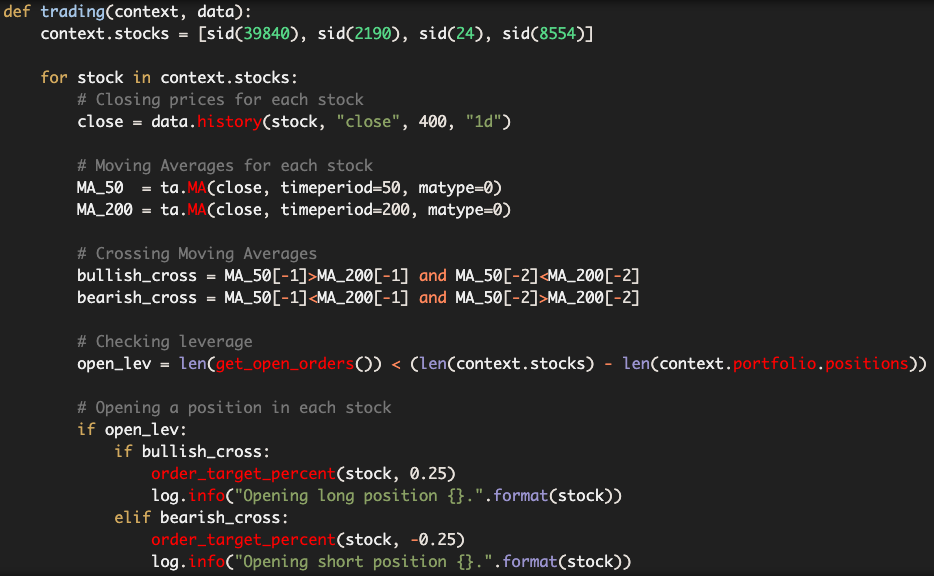 def trading(context, data):
    context.stocks = [sid(39840), sid(2190), sid(24), sid(8554)]

    for stock in context.stocks:
        # Closing prices for each stock
        close = data.history(stock, "close", 400, "1d")

        # Moving Averages for each stock
        MA_50  = ta.MA(close, timeperiod=50, matype=0)
        MA_200 = ta.MA(close, timeperiod=200, matype=0)

        # Crossing Moving Averages
        bullish_cross = MA_50[-1]>MA_200[-1] and MA_50[-2]<MA_200[-2]
        bearish_cross = MA_50[-1]<MA_200[-1] and MA_50[-2]>MA_200[-2]

        # Checking leverage
        open_lev = len(get_open_orders()) < (len(context.stocks) - len(context.portfolio.positions))

        # Opening a position in each stock
        if open_lev:
            if bullish_cross:
                order_target_percent(stock, 0.25)
                log.info("Opening long position {}.".format(stock))
            elif bearish_cross:
                order_target_percent(stock, -0.25)
                log.info("Opening short position {}.".format(stock))